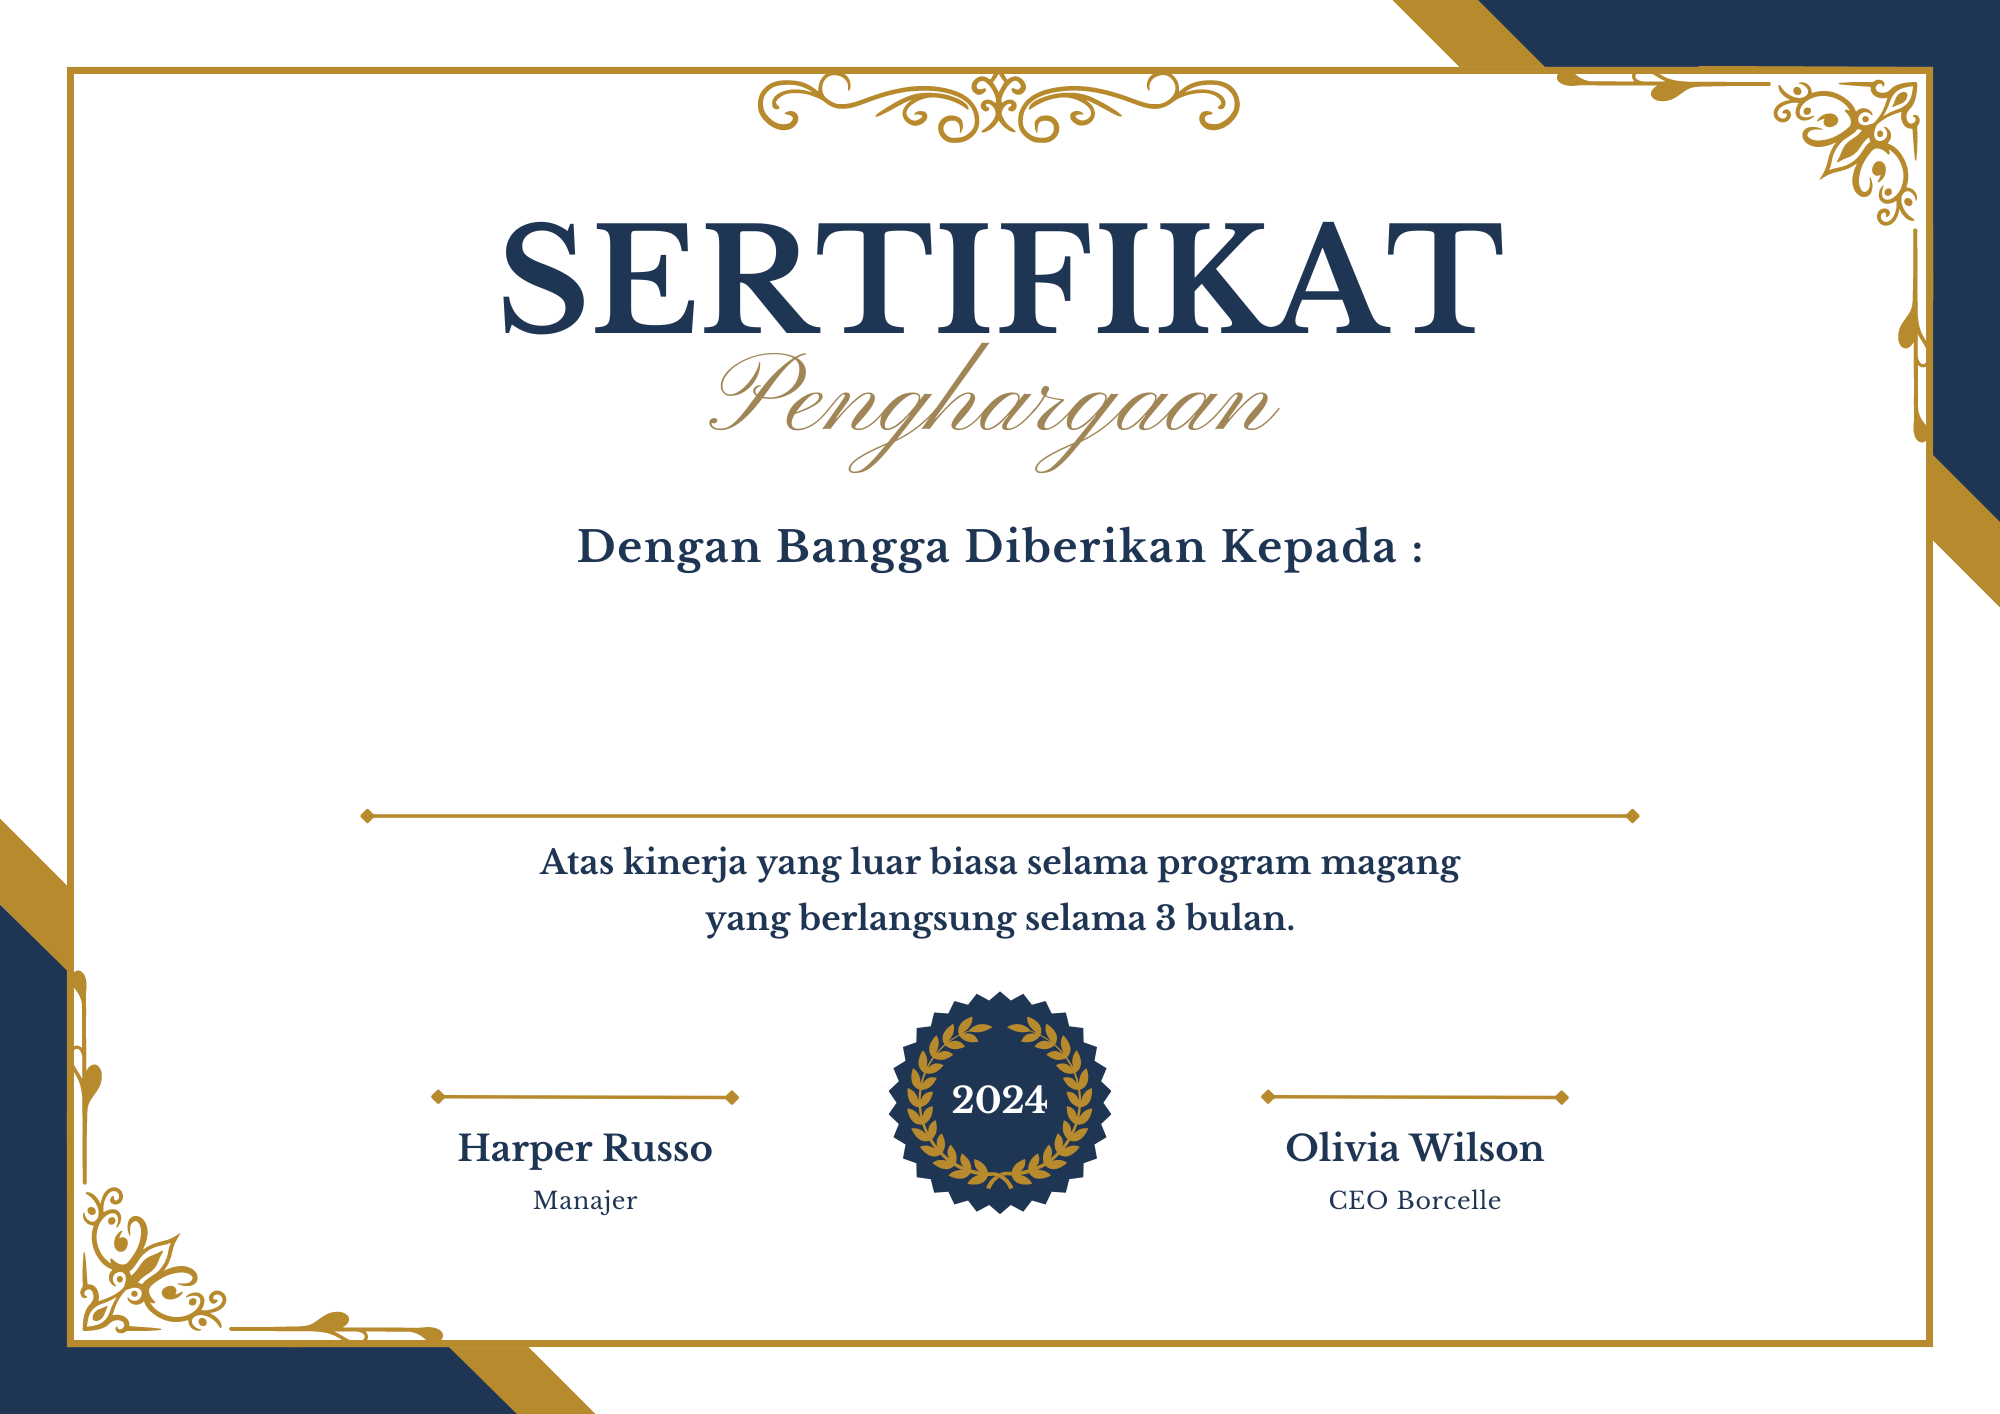 SERTIFIKAT
Penghargaan
Dengan Bangga Diberikan Kepada :
Atas kinerja yang luar biasa selama program magang
yang berlangsung selama 3 bulan.
2024
Harper Russo
Manajer
Olivia Wilson
CEO Borcelle